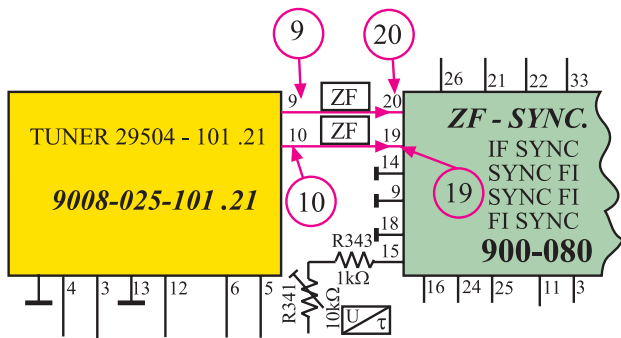 9
20
26
21
22
33
9
ZF
20
10
ZF
19
TUNER 29504 - 101 .21
9008-025-101 .21
ZF - SYNC.
IF SYNC
SYNC FI
SYNC FI
FI SYNC
900-080
14
9
18
15
10
19
R343
1kΩ
R341
10kΩ
U
τ
4
3
13
12
6
5
16
24
25
11
3